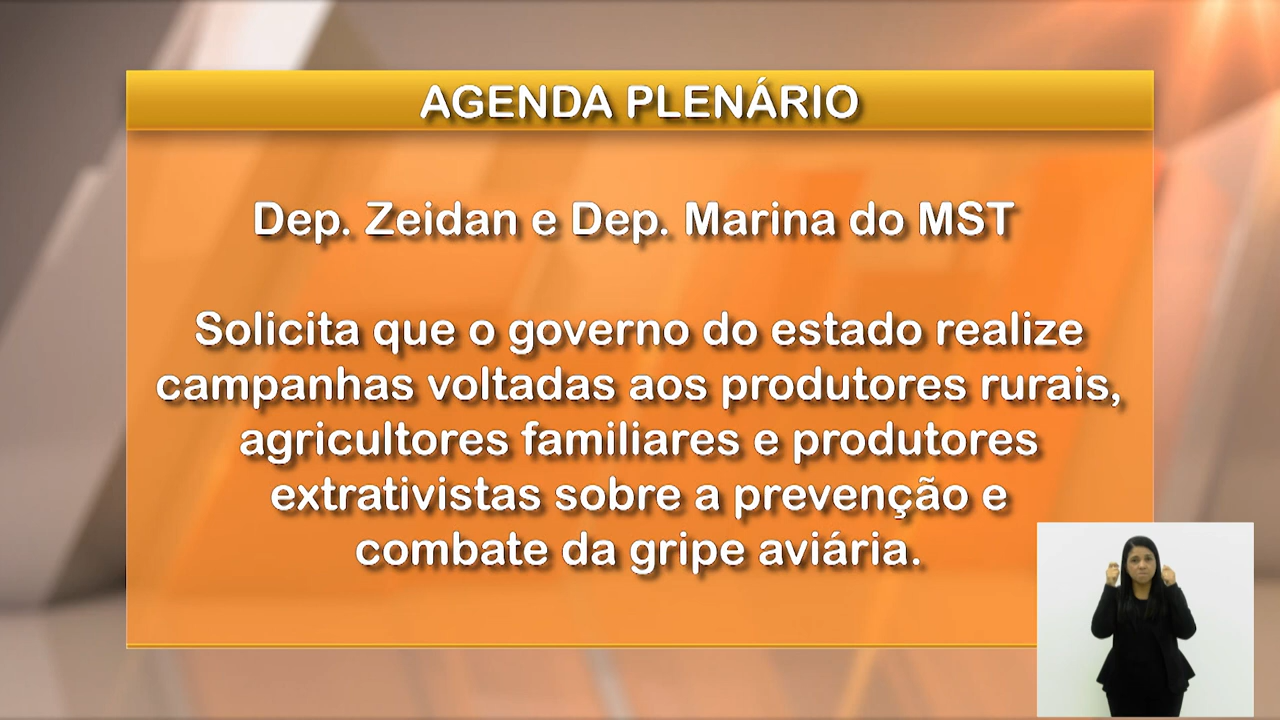 AGENDA PLENÁRIO
Dep. Zeidan e Dep. Marina do MST
Solicita que o governo do estado realize
campanhas voltadas aos produtores rurais,
agricultores familiares e produtores
extrativistas sobre a prevenção e
combate da gripe aviária.